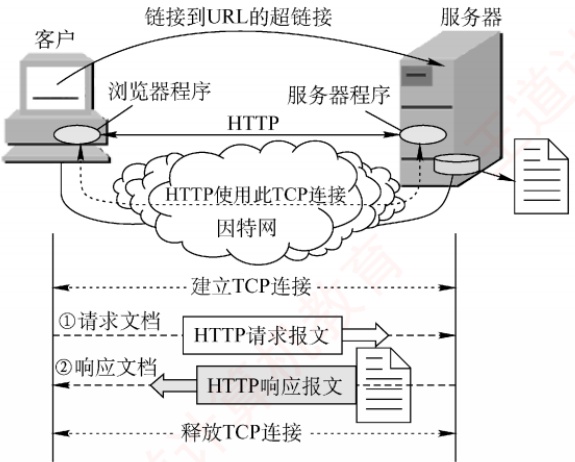 链接到URL的超链接
客户
服务器
浏览器程序
服务器程序
HTTP
HTTP使用此TCP连接
因特网
建立TCP连接
①请求文档
HTTP请求报文
②响应文档
HTTP响应报文
释放TCP连接